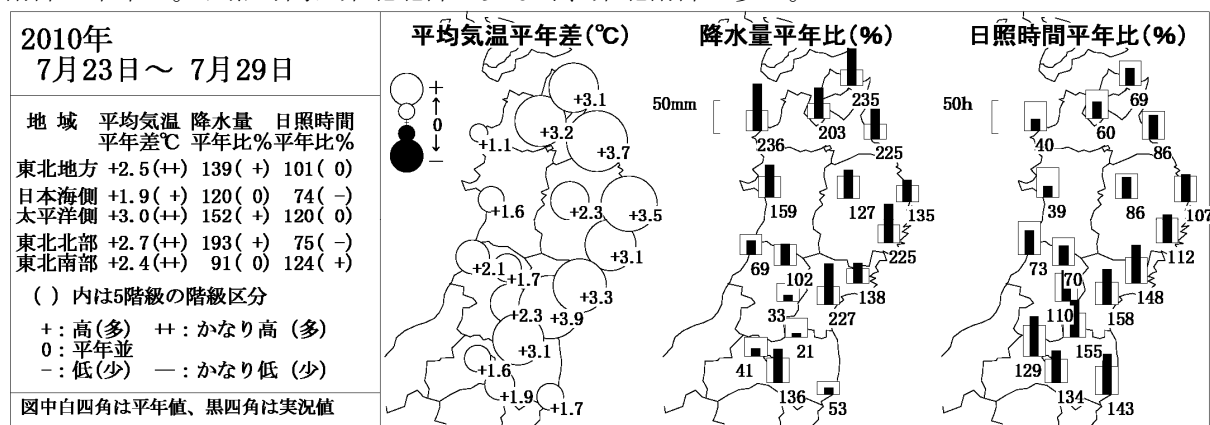 2010年
7月23日～ 7月29日
地 域 平均気温 降水量 日照時間
平年差℃ 平年比% 平年比%
東北地方 +2.5(++) 139( +) 101( 0)
日本海側 +1.9( +) 120( 0) 74( -)
太平洋側 +3.0(++) 152( +) 120( 0)
東北北部 +2.7(++) 193( +) 75( -)
東北南部 +2.4(++) 91( 0) 124( +)
( ) 内は5階級の階級区分
+：高(多) ++：かなり高 (多)
0：平年並
-：低(少) —：かなり低 (少)
図中白四角は平年値、黒四角は実況値
平均気温平年差(℃)
+
↑
0
↓
-
+3.1
+3.2
+1.1
+3.7
+1.6
+2.3
+3.5
+3.1
+2.1
+1.7
+3.3
+2.3
+3.9
+3.1
+1.6
+1.9
+1.7
降水量平年比(%)
50mm
235
203
236
225
159
127
135
225
69
102
138
33
227
21
41
136
53
日照時間平年比(%)
50h
69
60
40
86
39
86
107
112
73
70
148
110
158
155
129
134
143